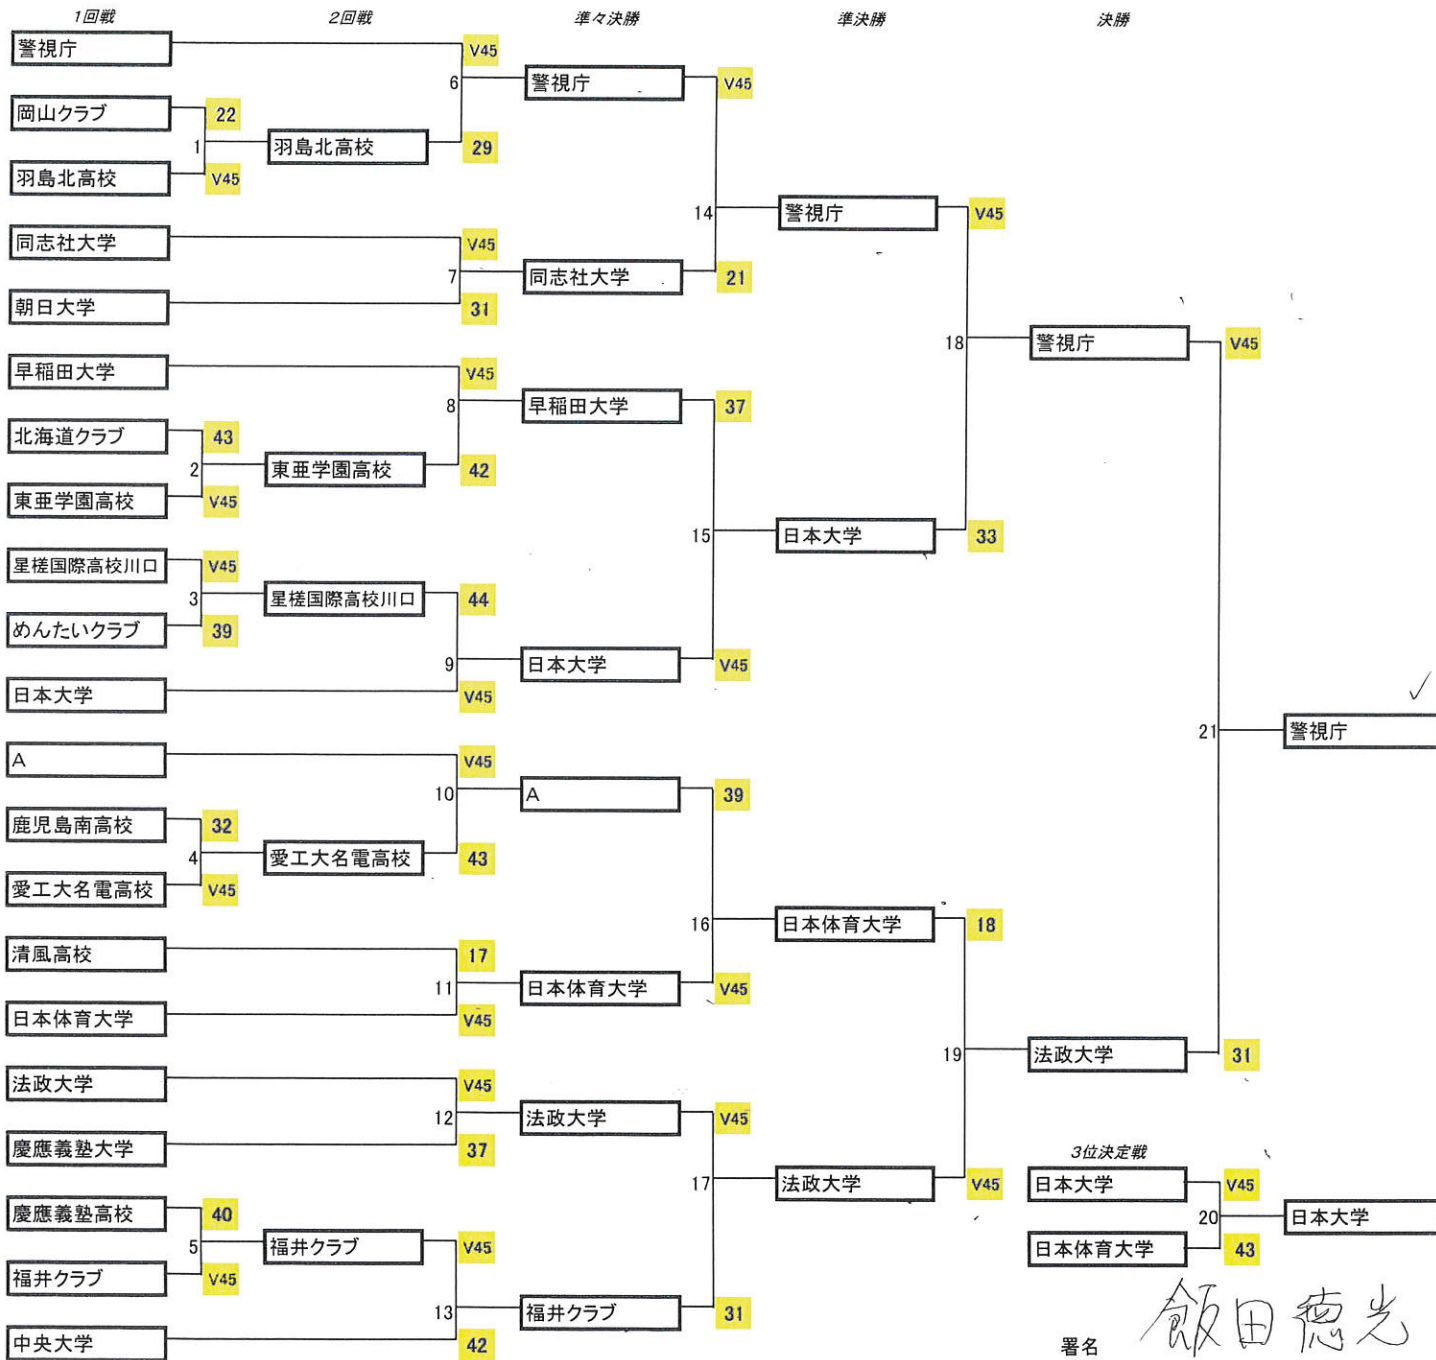 1回戦 2回戦 準々決勝 準決勝 決勝
警視庁 V45
6 警視庁 V45
岡山クラブ 22
1 羽島北高校 29
羽島北高校 V45
14 警視庁 V45
同志社大学 V45
7 同志社大学 21
朝日大学 31
18 警視庁 V45
早稲田大学 V45
8 早稲田大学 37
北海道クラブ 43
2 東亜学園高校 42
東亜学園高校 V45
15 日本大学 33
星槎国際高校川口 V45
3 星槎国際高校川口 44
めんたいクラブ 39
9 日本大学 V45
日本大学 V45
21 警視庁
A V45
10 A 39
鹿児島南高校 32
4 愛工大名電高校 43
愛工大名電高校 V45
16 日本体育大学 18
清風高校 17
11 日本体育大学 V45
日本体育大学 V45
19 法政大学 31
法政大学 V45
12 法政大学 V45
慶應義塾大学 37
3位決定戦
17 法政大学 V45
日本大学 V45
慶應義塾高校 40
20 日本大学
5 福井クラブ V45
日本体育大学 43
福井クラブ V45
13 福井クラブ 31
中央大学 42
署名 飯田徳光